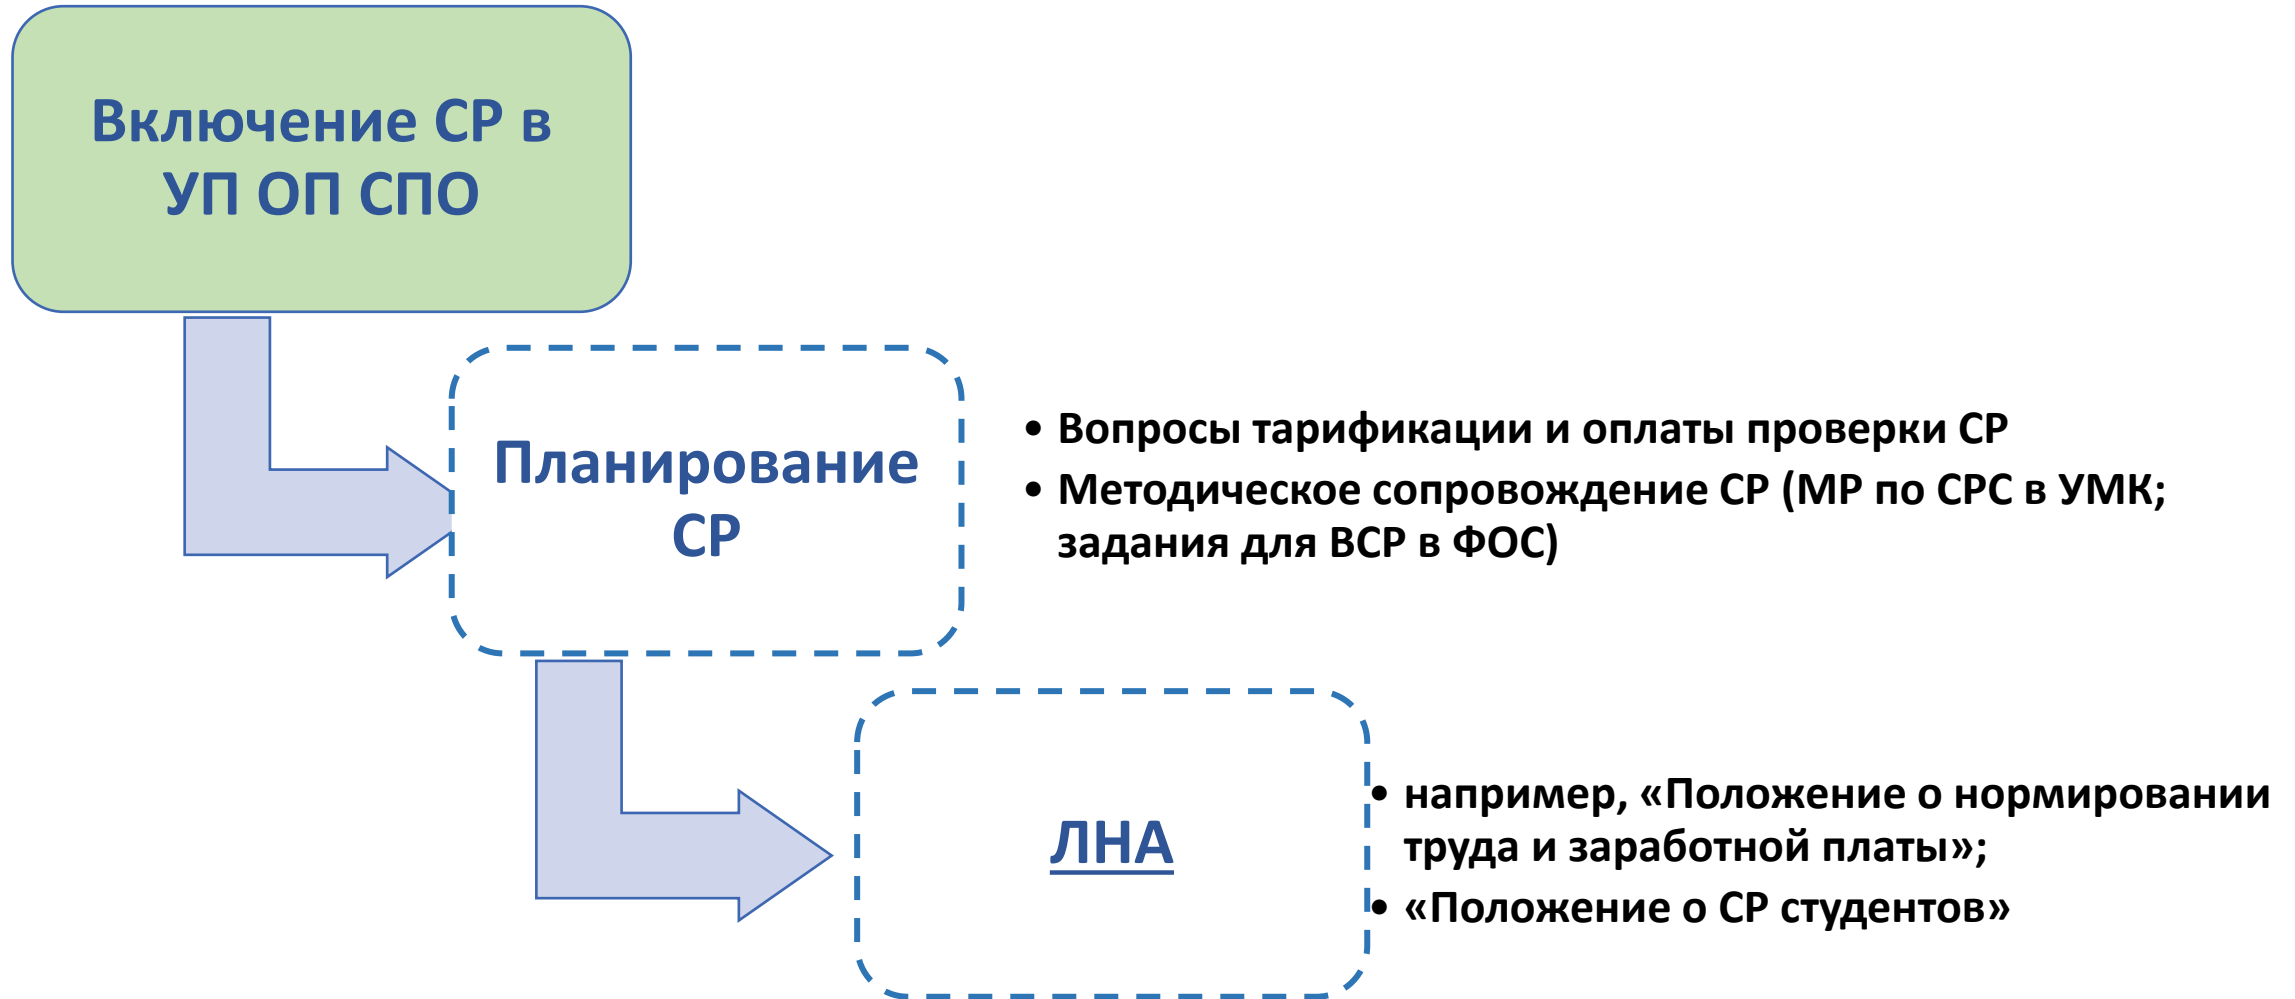 Включение СР в
УП ОП СПО
Планирование
СР
• Вопросы тарификации и оплаты проверки СР
• Методическое сопровождение СР (МР по СРС в УМК;
задания для ВСР в ФОС)
ЛНА
• например, «Положение о нормировании
труда и заработной платы»;
• «Положение о СР студентов»